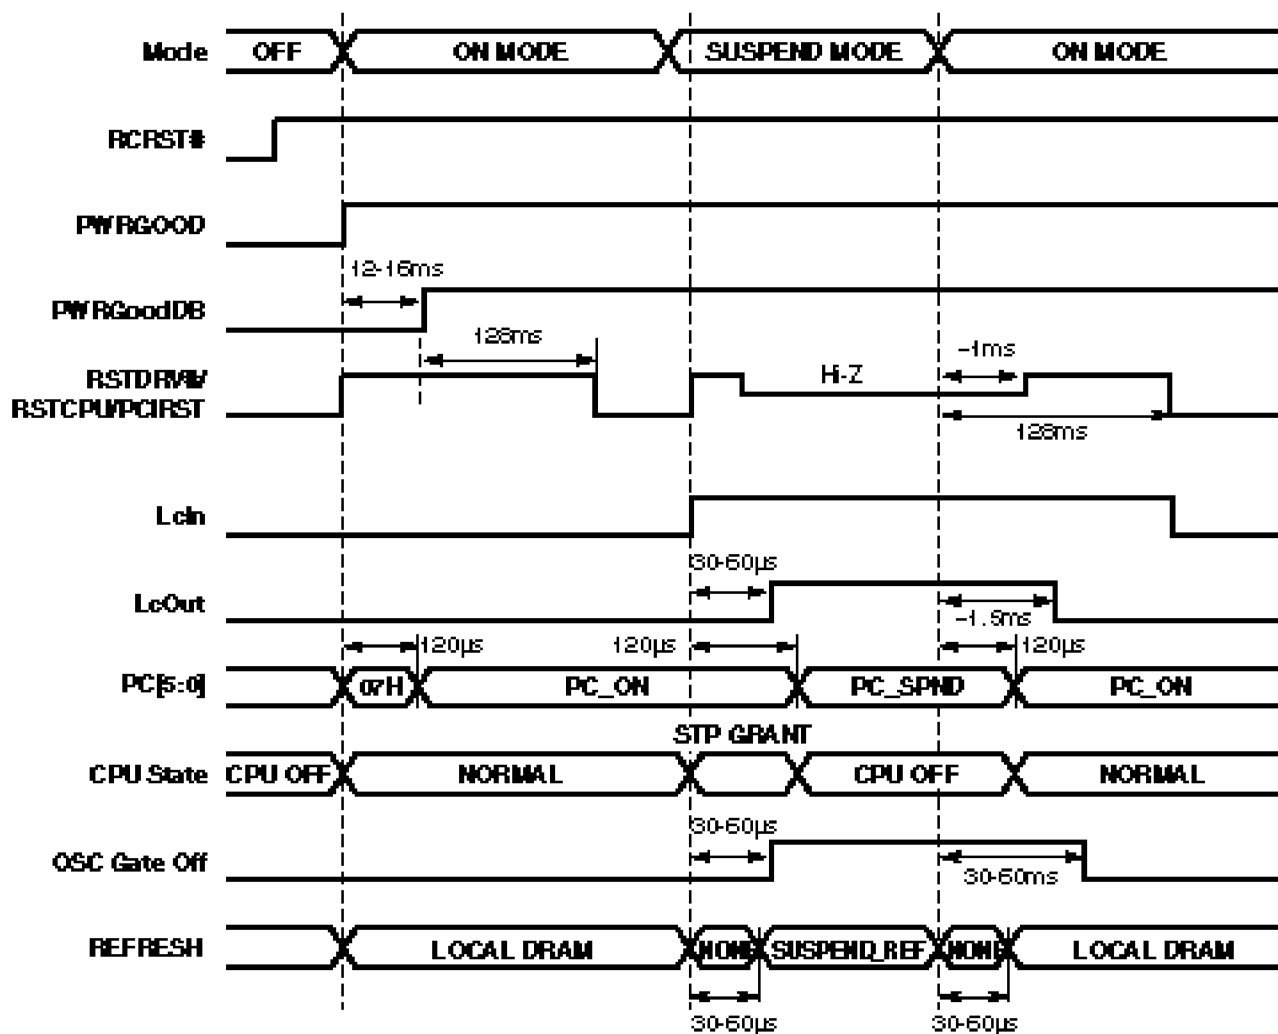 Mode OFF ON MODE SUSPEND MODE ON MODE
RCRST#
PWRGOOD
12-16ms
PWRGoodDB
128ms
~1ms
RSTDRV/
RSTCPU/PCIRST
Hi-Z
128ms
LcIn
30-60µs
LcOut
~1.5ms
120µs 120µs 120µs
PC[5:0] 07H PC_ON PC_SPND PC_ON
STP GRANT
CPU State CPU OFF NORMAL CPU OFF NORMAL
30-60µs
OSC Gate Off
30-60ms
REFRESH LOCAL DRAM NONE SUSPEND_REF NONE LOCAL DRAM
30-60µs 30-60µs